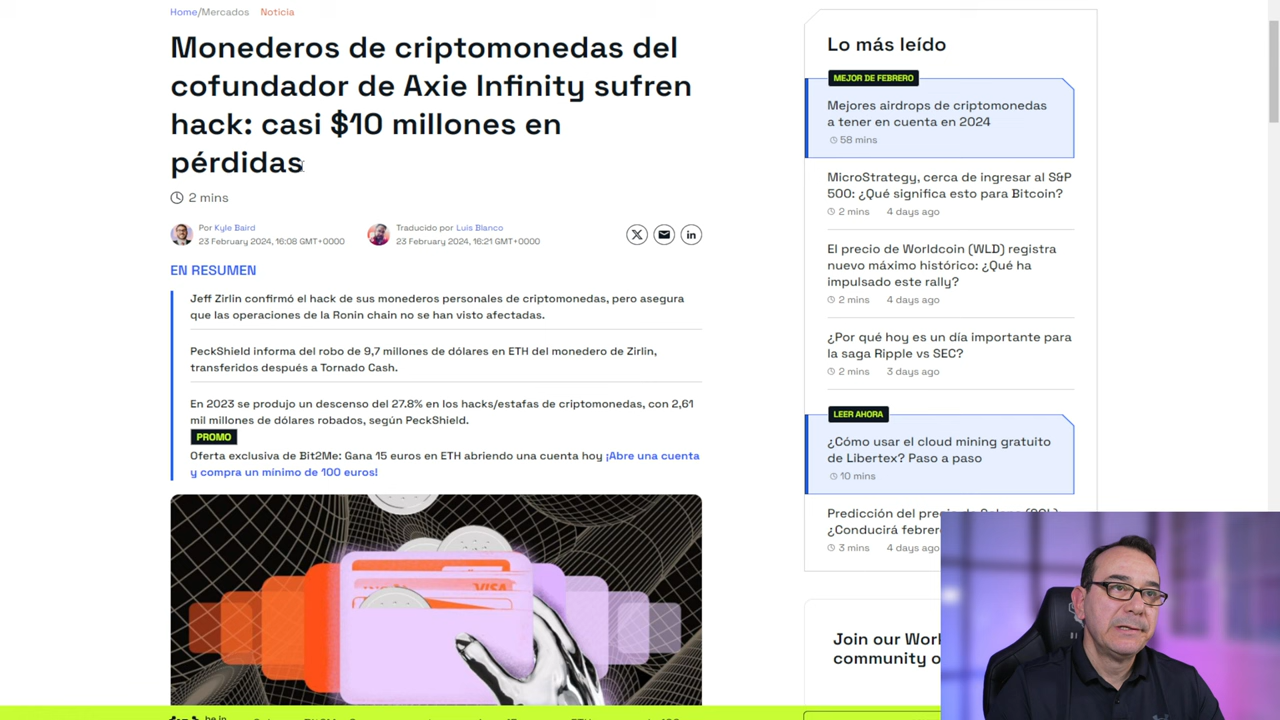 Home/Mercados Noticia
Monederos de criptomonedas del
cofundador de Axie Infinity sufren
hack: casi $10 millones en
pérdidas
2 mins
Por Kyle Baird
23 February 2024, 16:08 GMT+0000
Traducido por Luis Blanco
23 February 2024, 16:21 GMT+0000
EN RESUMEN
Jeff Zirlin confirmó el hack de sus monederos personales de criptomonedas, pero asegura
que las operaciones de la Ronin chain no se han visto afectadas.
PeckShield informa del robo de 9,7 millones de dólares en ETH del monedero de Zirlin,
transferidos después a Tornado Cash.
En 2023 se produjo un descenso del 27.8% en los hacks/estafas de criptomonedas, con 2,61
mil millones de dólares robados, según PeckShield.
PROMO
Oferta exclusiva de Bit2Me: Gana 15 euros en ETH abriendo una cuenta hoy ¡Abre una cuenta
y compra un mínimo de 100 euros!
VISA
Lo más leído
MEJOR DE FEBRERO
Mejores airdrops de criptomonedas
a tener en cuenta en 2024
58 mins
MicroStrategy, cerca de ingresar al S&P
500: ¿Qué significa esto para Bitcoin?
2 mins 4 days ago
El precio de Worldcoin (WLD) registra
nuevo máximo histórico: ¿Qué ha
impulsado este rally?
2 mins 4 days ago
¿Por qué hoy es un día importante para
la saga Ripple vs SEC?
2 mins 3 days ago
LEER AHORA
¿Cómo usar el cloud mining gratuito
de Libertex? Paso a paso
10 mins
Predicción del
¿Conducirá
3 mins 4 days ago
Join our
community